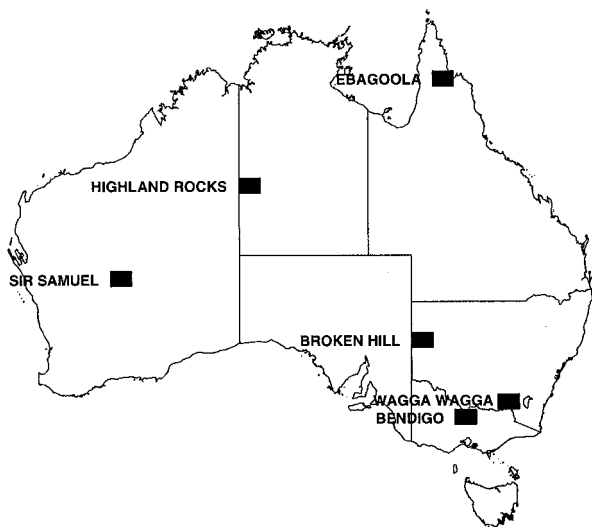 EBAGOOLA
HIGHLAND ROCKS
SIR SAMUEL
BROKEN HILL
WAGGA WAGGA
BENDIGO